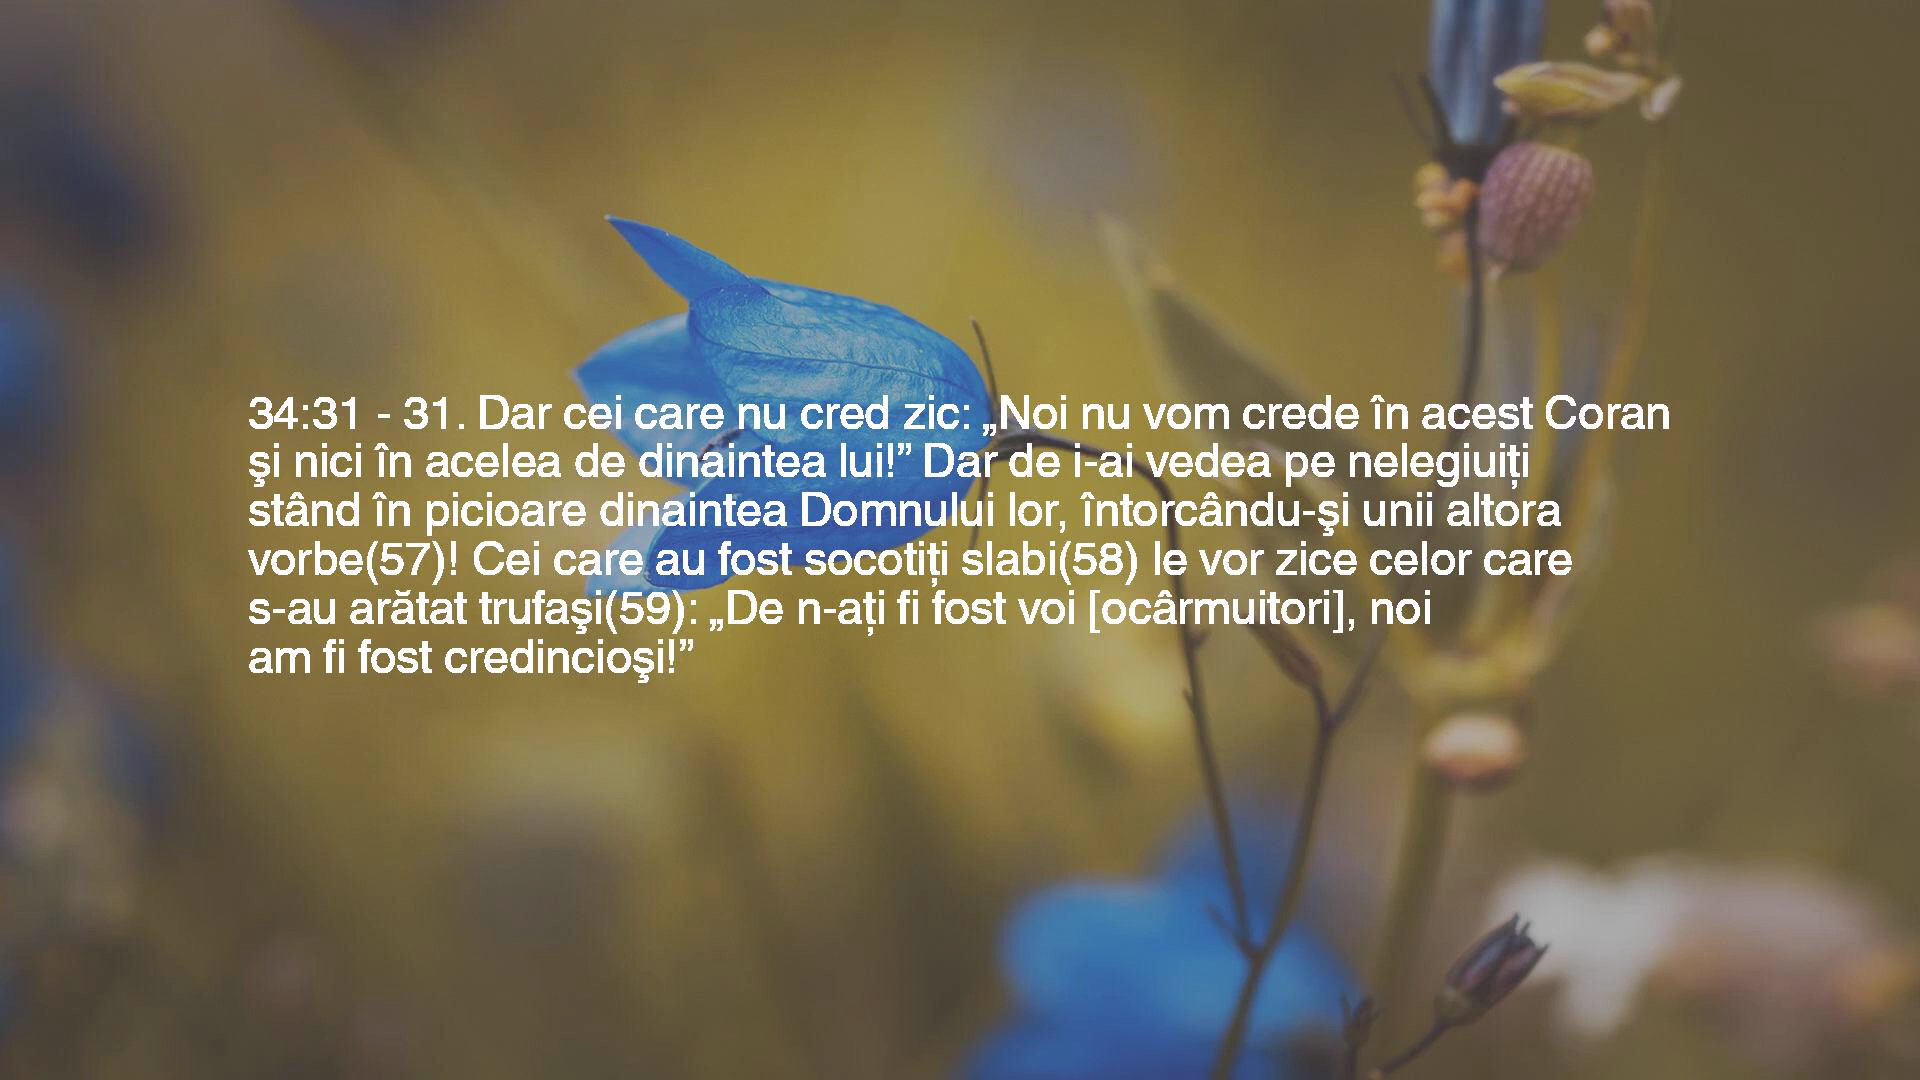 34:31 - 31. Dar cei care nu cred zic: „Noi nu vom crede în acest Coran
şi nici în acelea de dinaintea lui!” Dar de i-ai vedea pe nelegiuiţi
stând în picioare dinaintea Domnului lor, întorcându-şi unii altora
vorbe(57)! Cei care au fost socotiţi slabi(58) le vor zice celor care
s-au arătat trufaşi(59): „De n-aţi fi fost voi [ocârmuitori], noi
am fi fost credincioşi!”